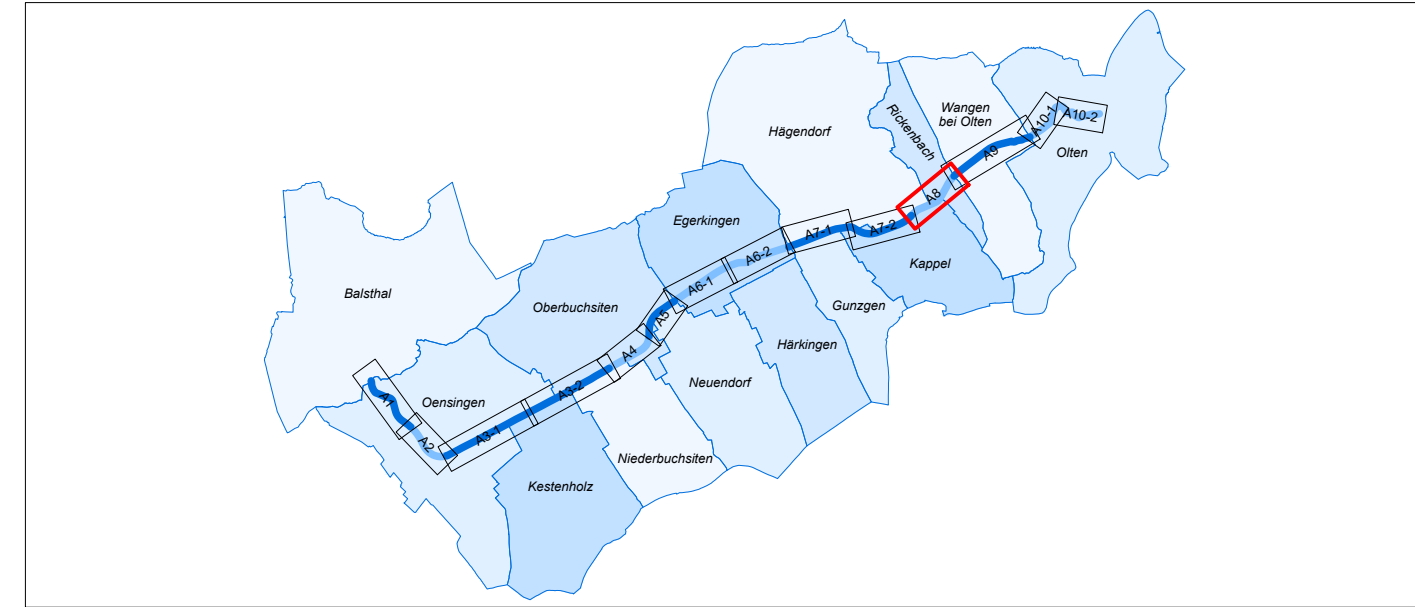 Hägendorf
Rickenbach
Wangen
bei Olten
A10-1
A10-2
Olten
A9
A8
Egerkingen
A7-1
A7-2
A6-2
A6-1
Kappel
Balsthal
Oberbuchsiten
A5
Gunzgen
Härkingen
A4
Neuendorf
A3-2
A1
Oensingen
A2
A3-1
Niederbuchsiten
Kestenholz